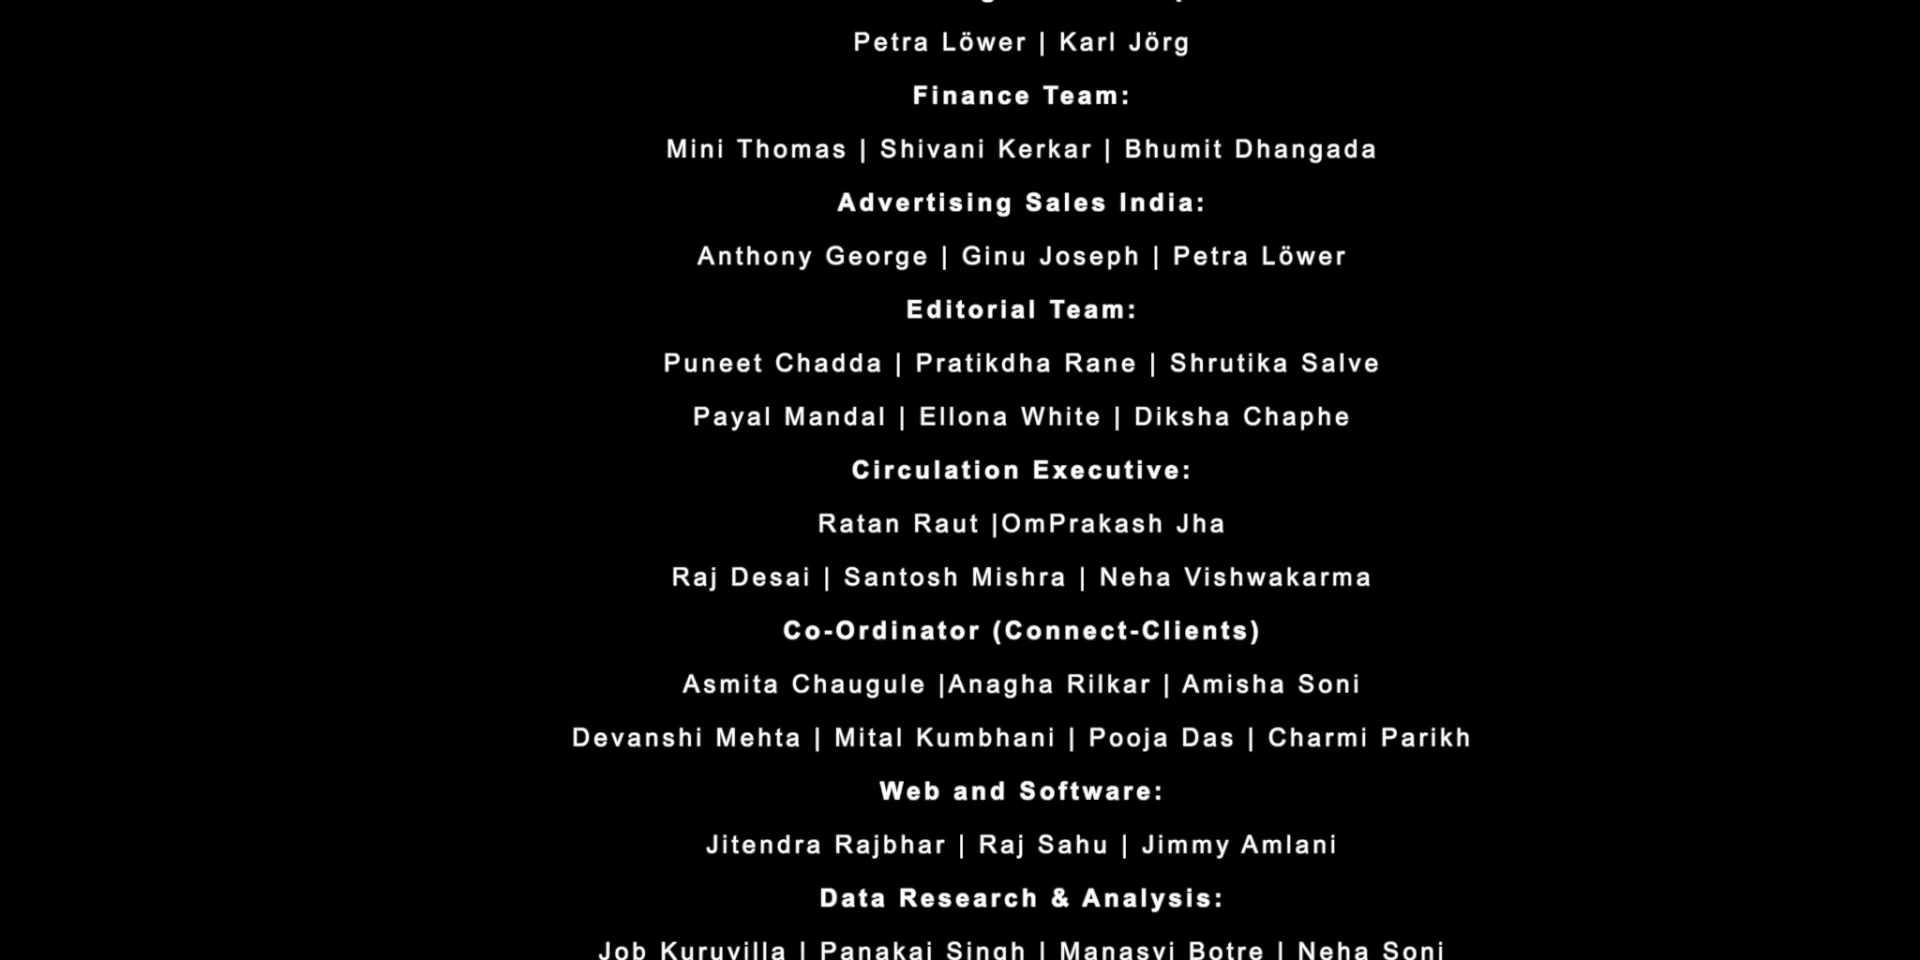 Petra Löwer | Karl Jörg
Finance Team:
Mini Thomas | Shivani Kerkar | Bhumit Dhangada
Advertising Sales India:
Anthony George | Ginu Joseph | Petra Löwer
Editorial Team:
Puneet Chadda | Pratikdha Rane | Shrutika Salve
Payal Mandal | Ellona White | Diksha Chaphe
Circulation Executive:
Ratan Raut |OmPrakash Jha
Raj Desai | Santosh Mishra | Neha Vishwakarma
Co-Ordinator (Connect-Clients)
Asmita Chaugule |Anagha Rilkar | Amisha Soni
Devanshi Mehta | Mital Kumbhani | Pooja Das | Charmi Parikh
Web and Software:
Jitendra Rajbhar | Raj Sahu | Jimmy Amlani
Data Research & Analysis:
Job Kuruvilla | Panakaj Singh | Manasvi Botre | Neha Soni